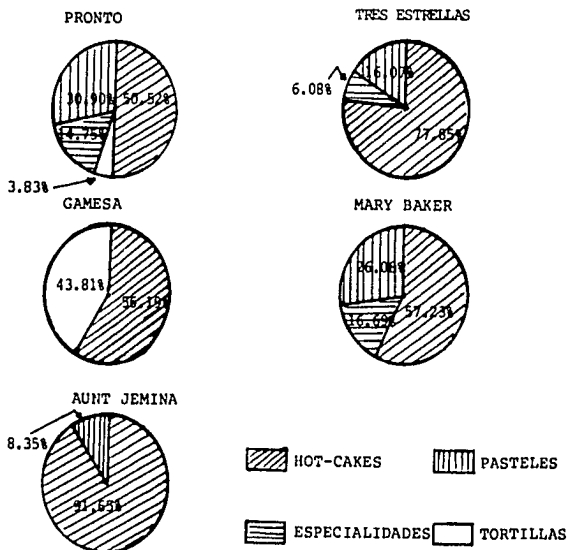 PRONTO
30.90% 50.52%
14.75%
3.83%
TRES ESTRELLAS
16.07%
6.08%
77.85%
GAMESA
43.81%
56.19%
MARY BAKER
26.08%
57.23%
16.69%
AUNT JEMINA
8.35%
91.65%
HOT-CAKES
PASTELES
ESPECIALIDADES
TORTILLAS